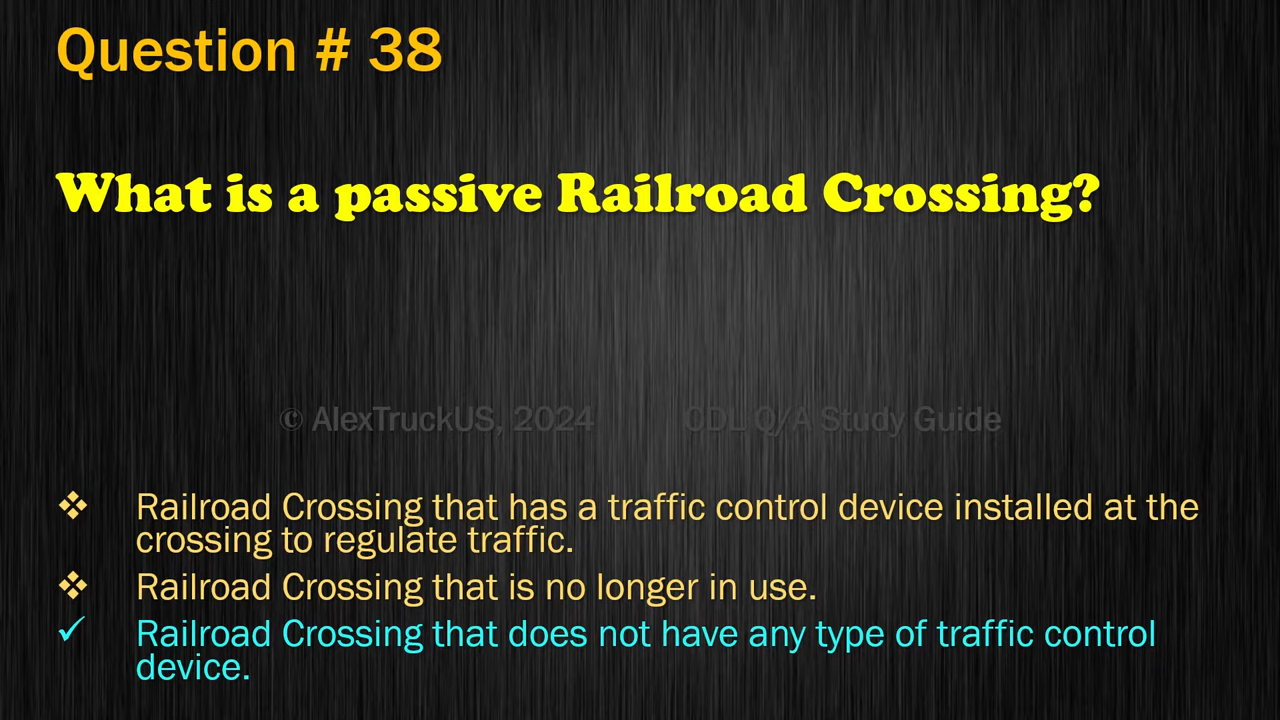 Question # 38
What is a passive Railroad Crossing?
© AlexTruckUS, 2024 CDL Q/A Study Guide
❖ Railroad Crossing that has a traffic control device installed at the
crossing to regulate traffic.
❖ Railroad Crossing that is no longer in use.
✓ Railroad Crossing that does not have any type of traffic control
device.